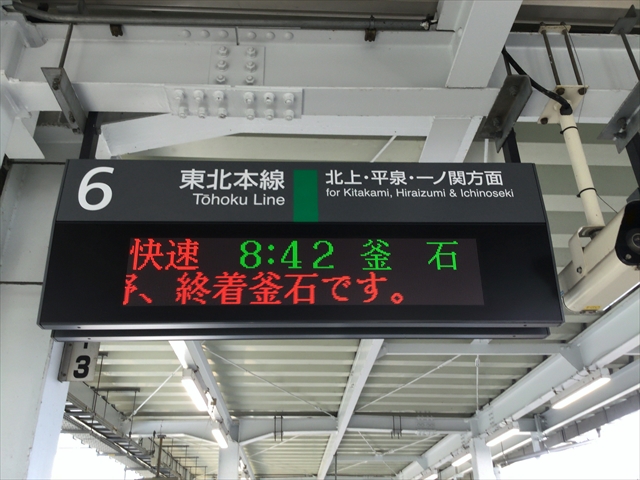 6
東北本線
Tōhoku Line
北上・平泉・一ノ関方面
for Kitakami, Hiraizumi & Ichinoseki
快速 8:42 釜 石
、終着釜石です。
3